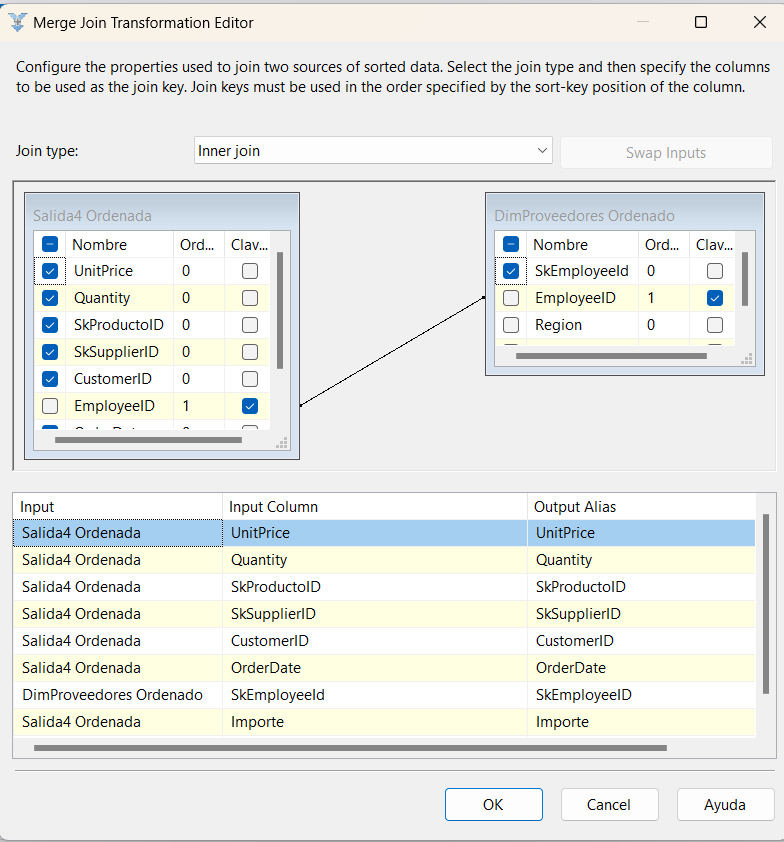 Merge Join Transformation Editor
Configure the properties used to join two sources of sorted data. Select the join type and then specify the columns
to be used as the join key. Join keys must be used in the order specified by the sort-key position of the column.
Join type: Inner join Swap Inputs
Salida4 Ordenada
Nombre Ord... Clav...
UnitPrice 0
Quantity 0
SkProductoID 0
SkSupplierID 0
CustomerID 0
EmployeeID 1
DimProveedores Ordenado
Nombre Ord... Clav...
SkEmployeeId 0
EmployeeID 1
Region 0
Input Input Column Output Alias
Salida4 Ordenada UnitPrice UnitPrice
Salida4 Ordenada Quantity Quantity
Salida4 Ordenada SkProductoID SkProductoID
Salida4 Ordenada SkSupplierID SkSupplierID
Salida4 Ordenada CustomerID CustomerID
Salida4 Ordenada OrderDate OrderDate
DimProveedores Ordenado SkEmployeeId SkEmployeeID
Salida4 Ordenada Importe Importe
OK Cancel Ayuda